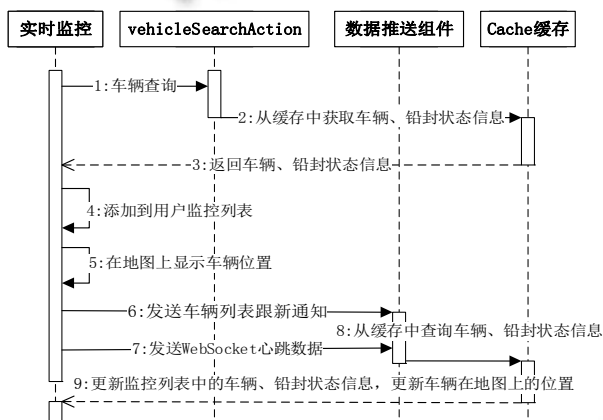 实时监控
vehicleSearchAction
数据推送组件
Cache缓存
1:车辆查询
2:从缓存中获取车辆、铅封状态信息
3:返回车辆、铅封状态信息
4:添加到用户监控列表
5:在地图上显示车辆位置
6:发送车辆列表跟新通知
8:从缓存中查询车辆、铅封状态信息
7:发送WebSocket心跳数据
9:更新监控列表中的车辆、铅封状态信息，更新车辆在地图上的位置